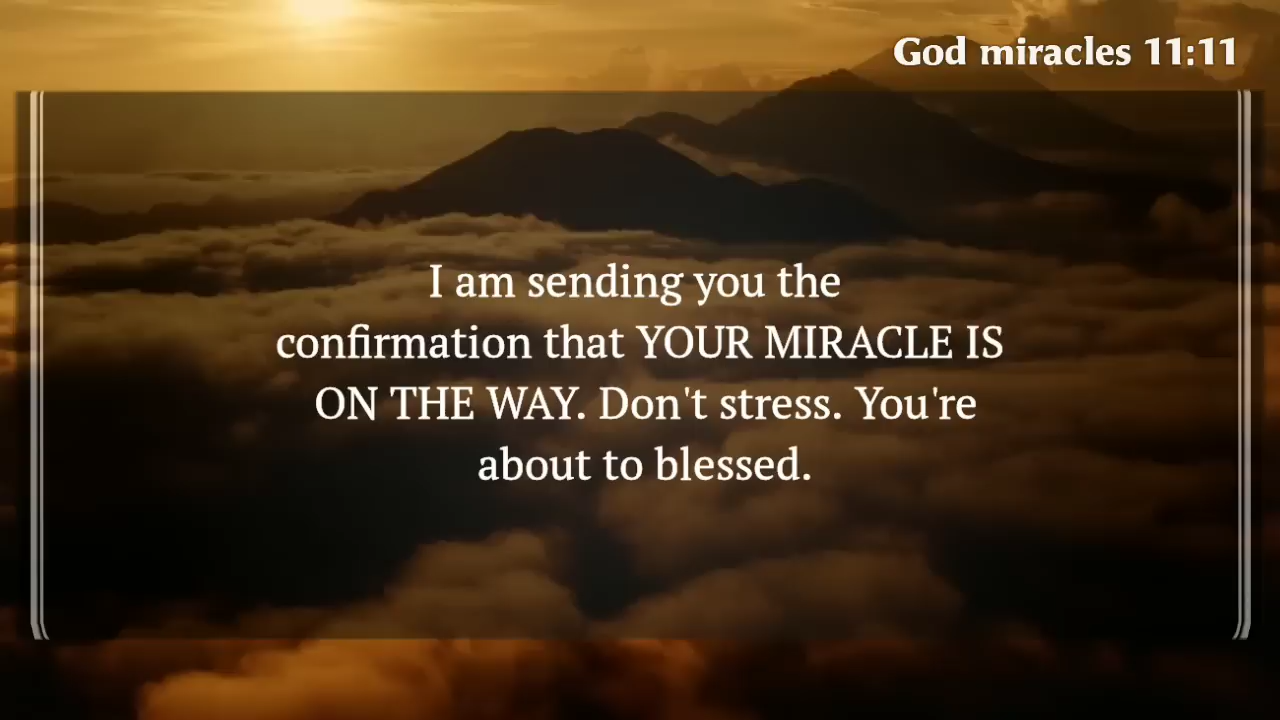 God miracles 11:11
I am sending you the
confirmation that YOUR MIRACLE IS
ON THE WAY. Don't stress. You're
about to blessed.